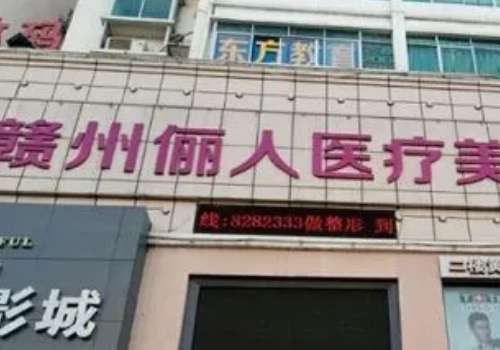 东方教育
赣州俪人医疗美
线:8282333做整形 到
FUL
影城
二楼